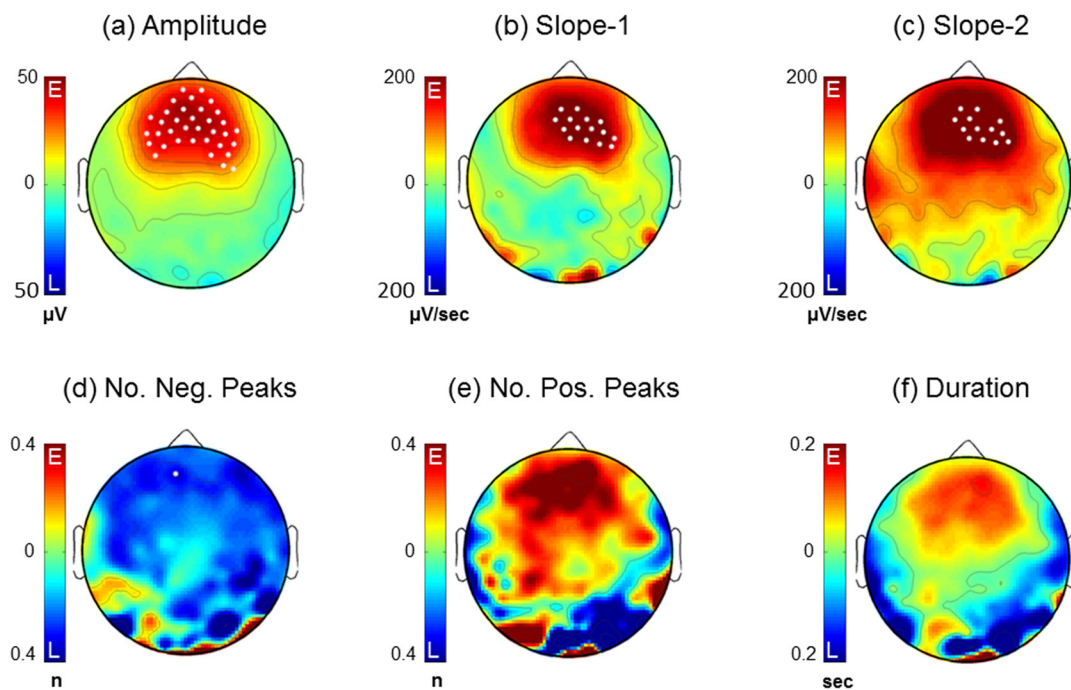 (a) Amplitude
(b) Slope-1
(c) Slope-2
50
E
0
L
50
µV
200
E
0
L
200
µV/sec
200
E
0
L
200
µV/sec
(d) No. Neg. Peaks
(e) No. Pos. Peaks
(f) Duration
0.4
E
0
L
0.4
n
0.4
E
0
L
0.4
n
0.2
E
0
L
0.2
sec